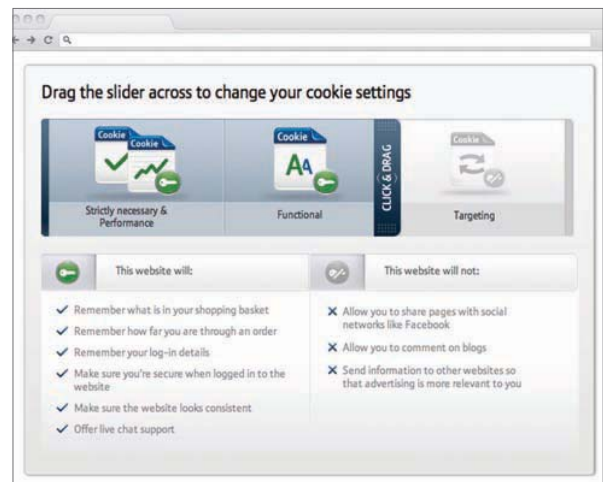 Drag the slider across to change your cookie settings
Cookie
Cookie
Cookie
AA
Cookie
CLICK & DRAG
Strictly necessary &
Performance
Functional
Targeting
This website will:
Remember what is in your shopping basket
Remember how far you are through an order
Remember your log-in details
Make sure you're secure when logged in to the
website
Make sure the website looks consistent
Offer live chat support
This website will not:
Allow you to share pages with social
networks like Facebook
Allow you to comment on blogs
Send information to other websites so
that advertising is more relevant to you